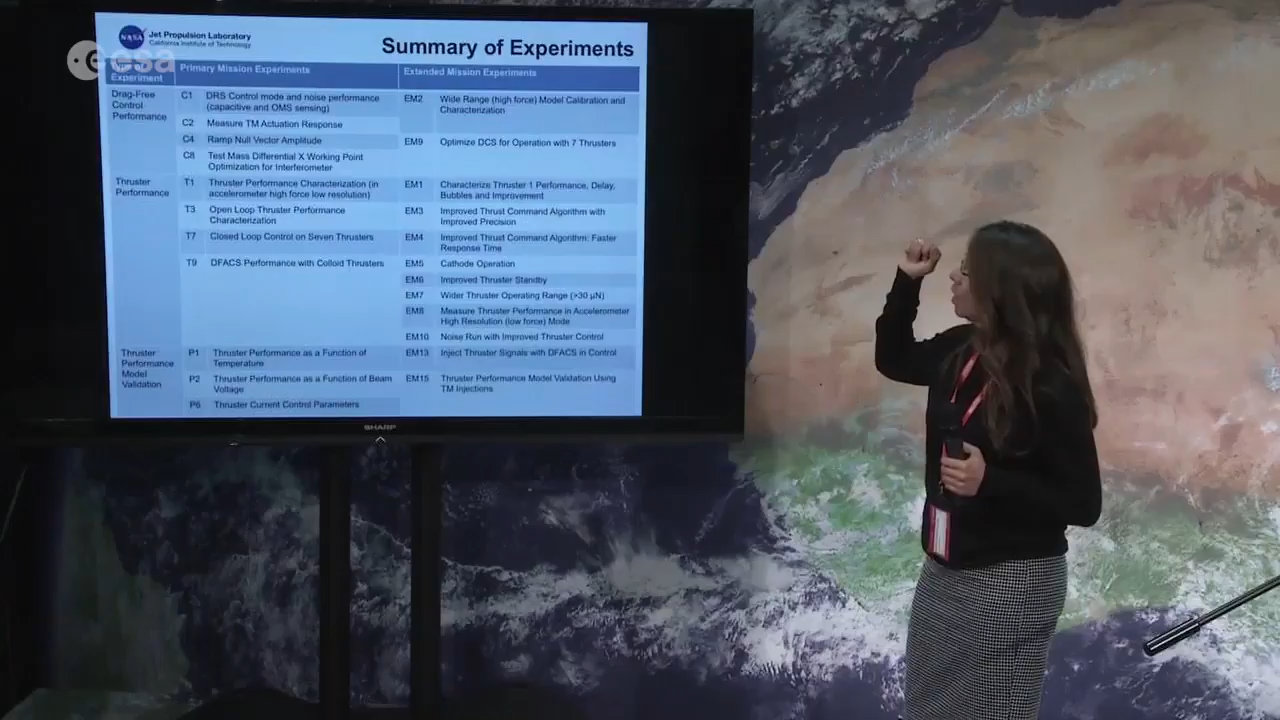 NASA
Jet Propulsion Laboratory
California Institute of Technology
esa
Summary of Experiments
Experiment
Primary Mission Experiments
Extended Mission Experiments
Drag-Free
Control
Performance
C1 DRS Control mode and noise performance
(capacitive and OMS sensing)
C2 Measure TM Actuation Response
C4 Ramp Null Vector Amplitude
C8 Test Mass Differential X Working Point
Optimization for Interferometer
EM2 Wide Range (high force) Model Calibration and
Characterization
EM9 Optimize DCS for Operation with 7 Thrusters
Thruster
Performance
T1 Thruster Performance Characterization (in
accelerometer high force low resolution)
T3 Open Loop Thruster Performance
Characterization
T7 Closed Loop Control on Seven Thrusters
T9 DFACS Performance with Colloid Thrusters
EM1 Characterize Thruster 1 Performance, Delay,
Bubbles and Improvement
EM3 Improved Thrust Command Algorithm with
Improved Precision
EM4 Improved Thrust Command Algorithm: Faster
Response Time
EM5 Cathode Operation
EM6 Improved Thruster Standby
EM7 Wider Thruster Operating Range (>30 µN)
EM8 Measure Thruster Performance in Accelerometer
High Resolution (low force) Mode
EM10 Noise Run with Improved Thruster Control
Thruster
Performance
Model
Validation
P1 Thruster Performance as a Function of
Temperature
P2 Thruster Performance as a Function of Beam
Voltage
P6 Thruster Current Control Parameters
EM13 Inject Thruster Signals with DFACS in Control
EM15 Thruster Performance Model Validation Using
TM Injections
SHARP